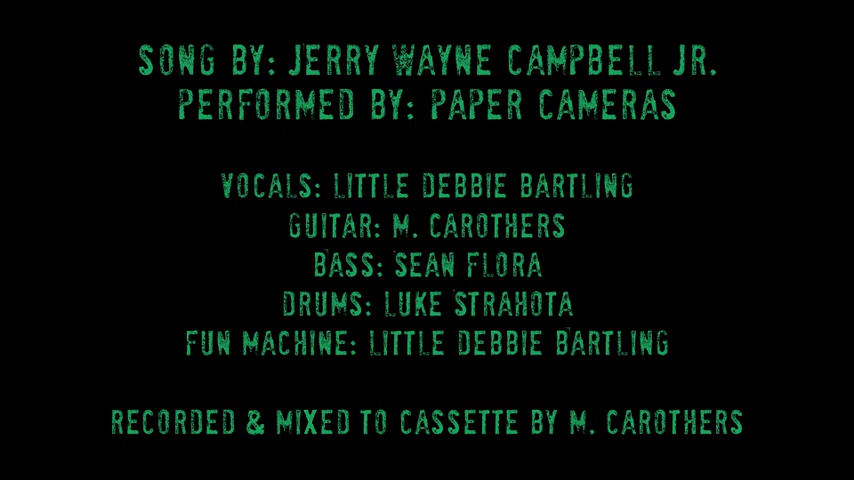 SONG BY: JERRY WAYNE CAMPBELL JR.
PERFORMED BY: PAPER CAMERAS
VOCALS: LITTLE DEBBIE BARTLING
GUITAR: M. CAROTHERS
BASS: SEAN FLORA
DRUMS: LUKE STRAHOTA
FUN MACHINE: LITTLE DEBBIE BARTLING
RECORDED & MIXED TO CASSETTE BY M. CAROTHERS